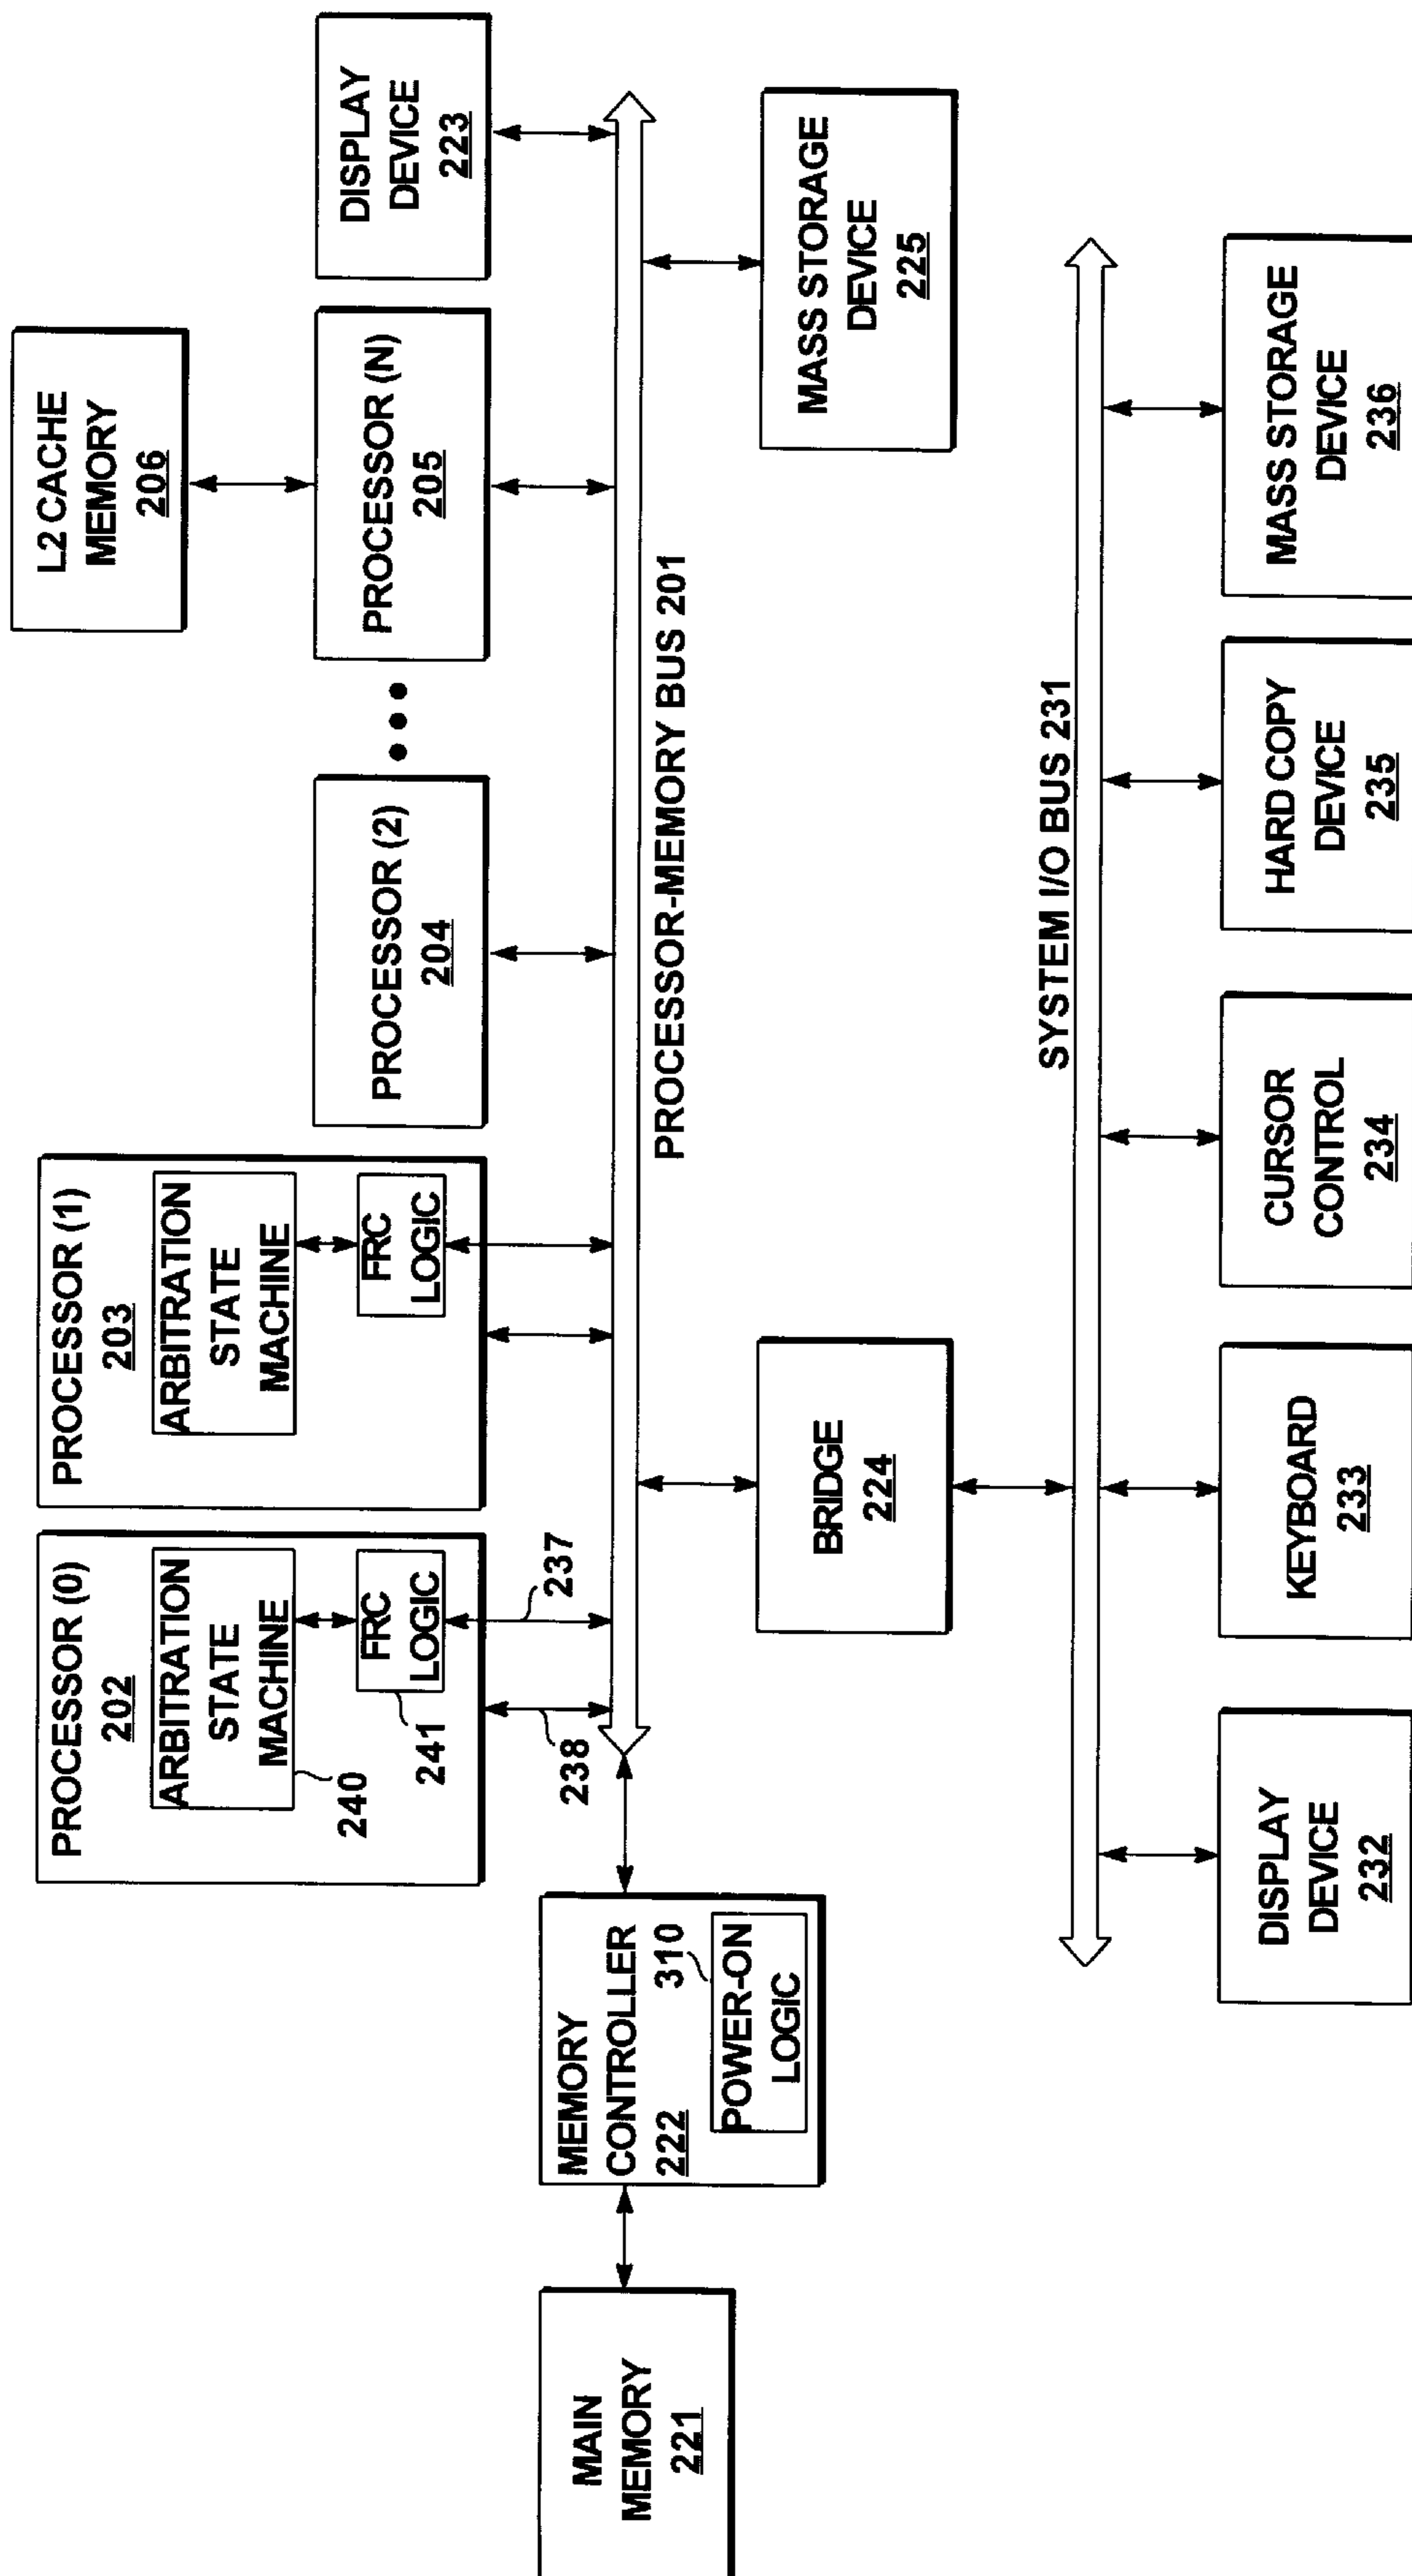 L2 CACHE
MEMORY
206
PROCESSOR (0)
202
ARBITRATION
STATE
MACHINE
240
FRC
LOGIC
241
238
237
PROCESSOR (1)
203
ARBITRATION
STATE
MACHINE
FRC
LOGIC
PROCESSOR (2)
204
PROCESSOR (N)
205
DISPLAY
DEVICE
223
MAIN
MEMORY
221
MEMORY
CONTROLLER
222
310
POWER-ON
LOGIC
PROCESSOR-MEMORY BUS 201
BRIDGE
224
MASS STORAGE
DEVICE
225
SYSTEM I/O BUS 231
DISPLAY
DEVICE
232
KEYBOARD
233
CURSOR
CONTROL
234
HARD COPY
DEVICE
235
MASS STORAGE
DEVICE
236